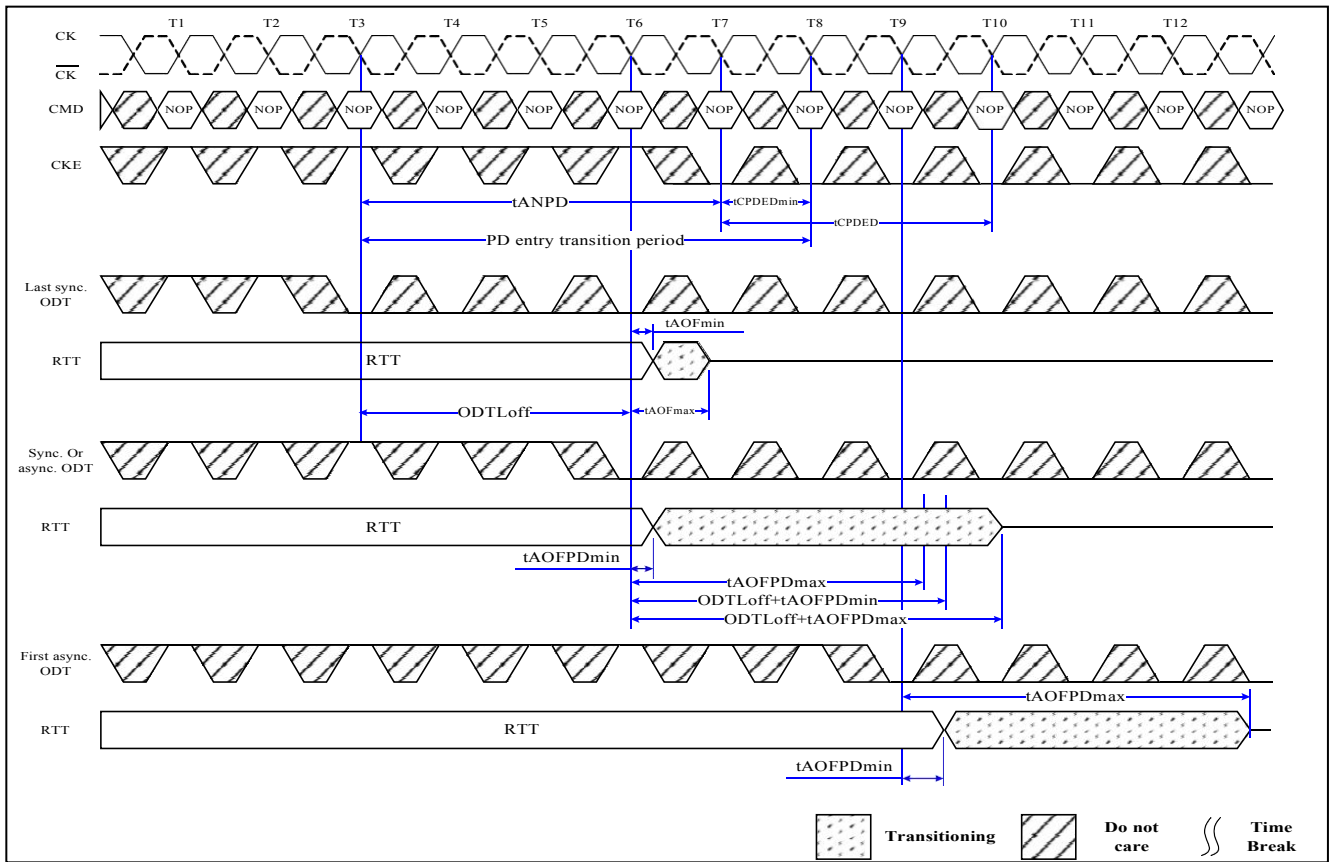 T1 T2 T3 T4 T5 T6 T7 T8 T9 T10 T11 T12
CK
CK
CMD NOP NOP NOP NOP NOP NOP NOP NOP NOP NOP NOP NOP
CKE
tANPD tCPDEDmin
tCPDED
PD entry transition period
Last sync.
ODT
tAOFmin
RTT RTT
ODTLoff tAOFmax
Sync. Or
async. ODT
RTT RTT
tAOFPDmin
tAOFPDmax
ODTLoff+tAOFPDmin
ODTLoff+tAOFPDmax
First async.
ODT
tAOFPDmax
RTT RTT
tAOFPDmin
Transitioning
Do not
care
Time
Break